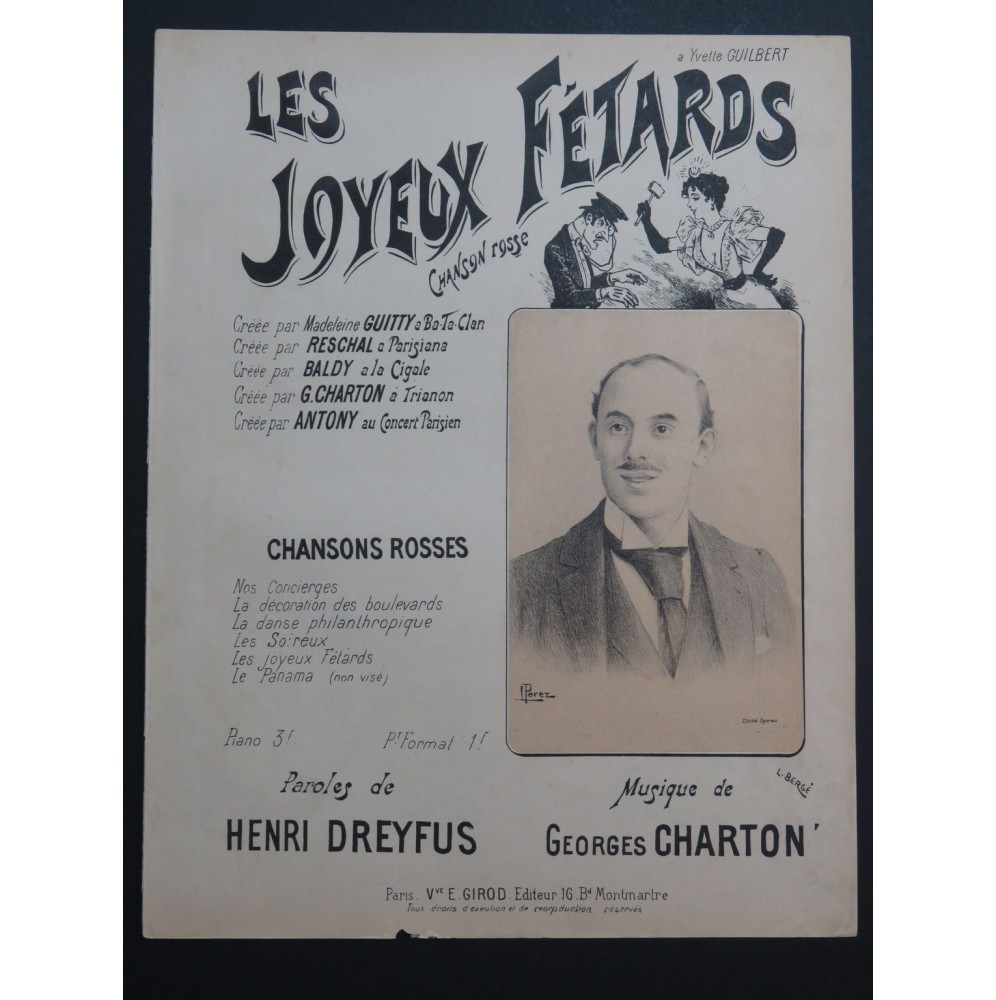 a Yvette GUILBERT
LES
JOYEUX FÊTARDS
CHANSON rosse
Créée par Madeleine GUITTY a Ba-Ta-Clan
Créée par RESCHAL a Parisiana
Créée par BALDY a la Cigale
Créée par G. CHARTON à Trianon
Créée par ANTONY au Concert Parisien
CHANSONS ROSSES
Nos Concierges
La décoration des boulevards
La danse philanthropique
Les Soireux
Les joyeux Fêtards
Le Panama (non visé)
Perez
Piano 3f
Pt Format 1f
L. BERGÉ
Paroles de
HENRI DREYFUS
Musique de
GEORGES CHARTON
Paris. Vve E. GIROD. Editeur 16. Bd Montmartre
Tous droits d'exécution et de reproduction réservés